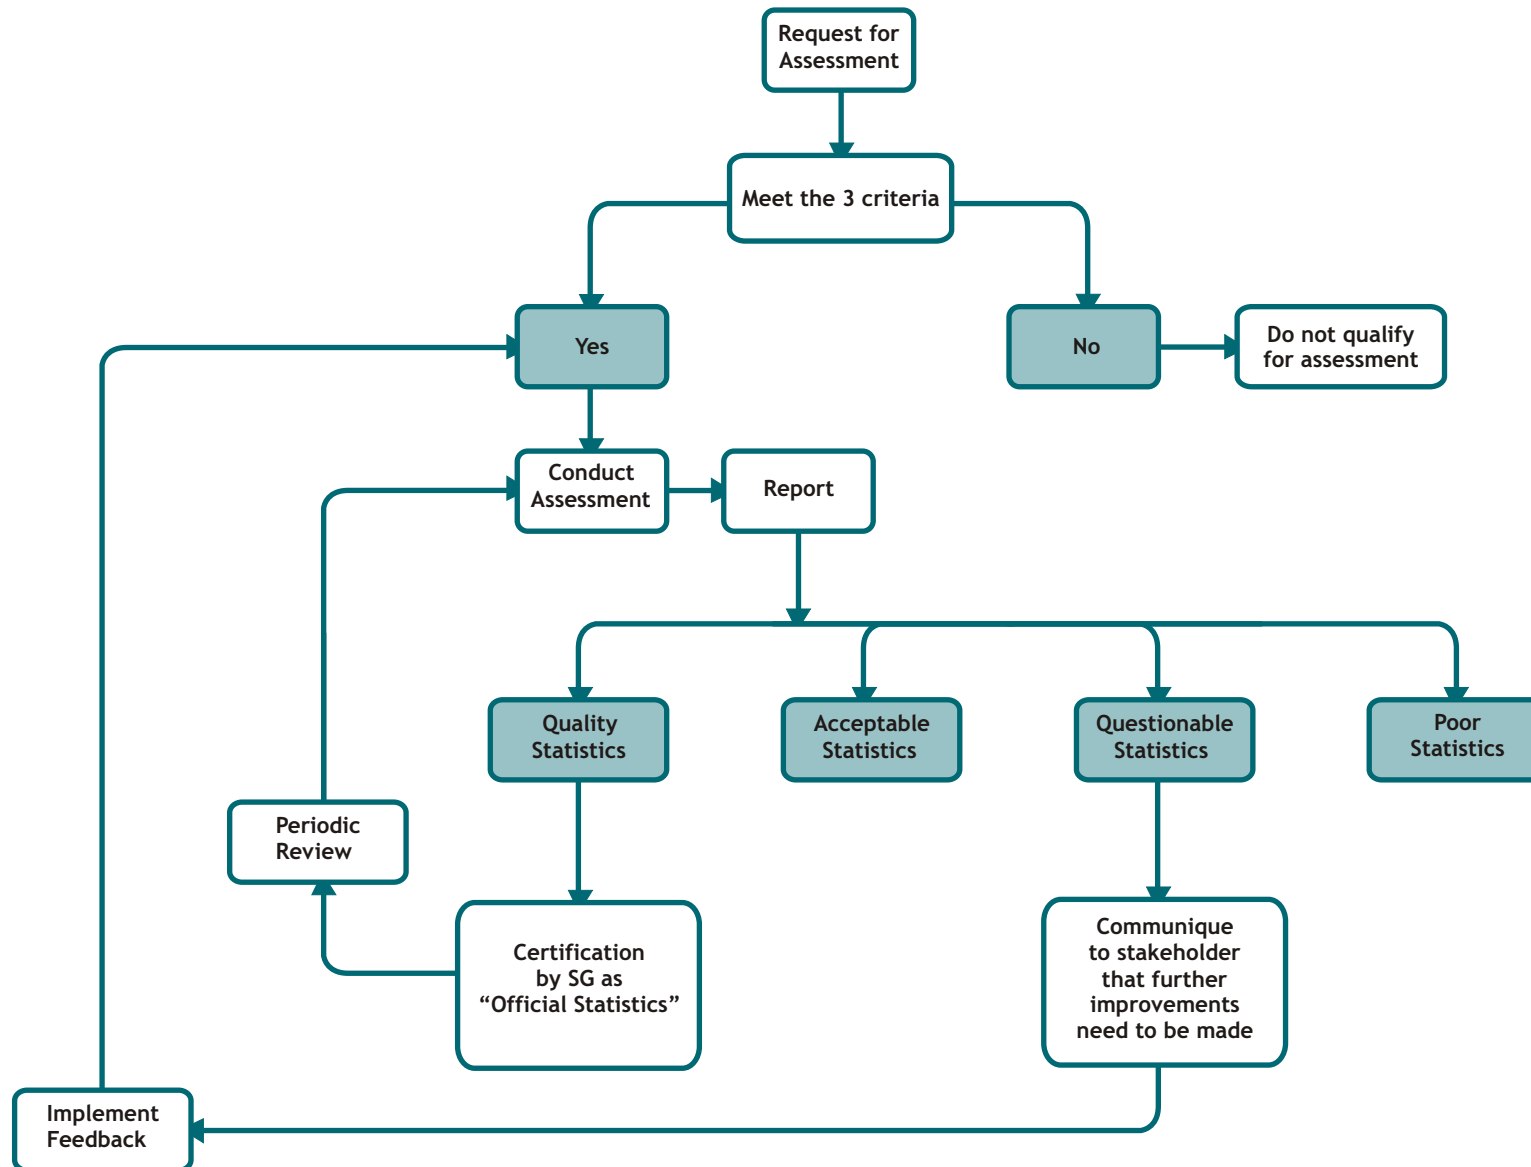 Request for
Assessment
Meet the 3 criteria
Yes
No
Do not qualify
for assessment
Conduct
Assessment
Report
Quality
Statistics
Acceptable
Statistics
Questionable
Statistics
Poor
Statistics
Periodic
Review
Certification
by SG as
“Official Statistics”
Communique
to stakeholder
that further
improvements
need to be made
Implement
Feedback